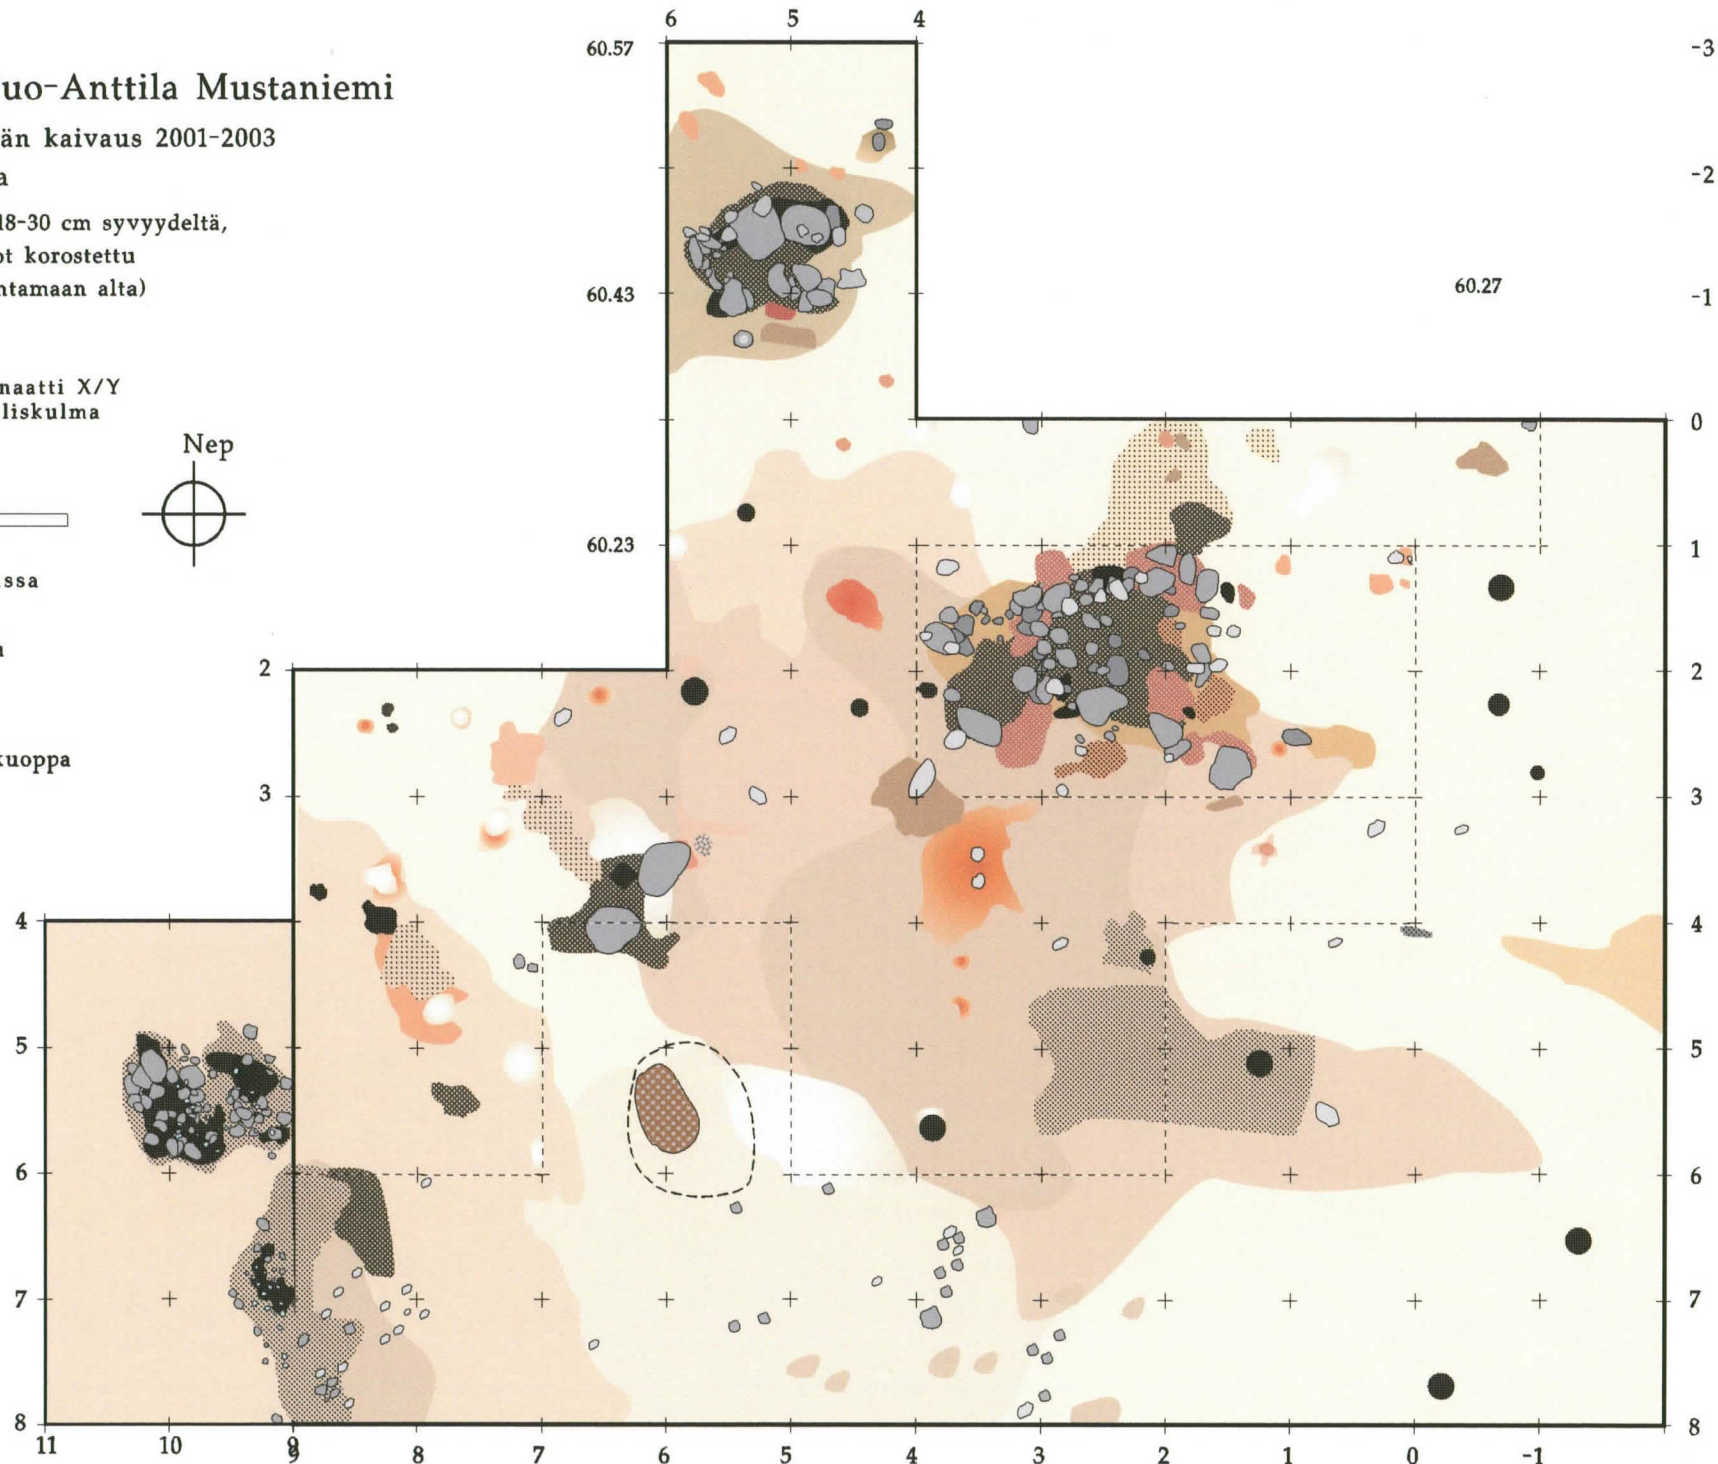 6 5 4
60.57
-3
uo-Anttila Mustaniemi
än kaivaus 2001-2003
a
-2
18-30 cm syvyydeltä,
ot korostettu
ntamaan alta)
60.43
60.27
-1
naatti X/Y
liskulma
Nep
0
60.23
1
ssa
a
2
2
kuoppa
3
3
4
4
5
5
6
6
7
7
8
8
11 10 9 8 7 6 5 4 3 2 1 0 -1